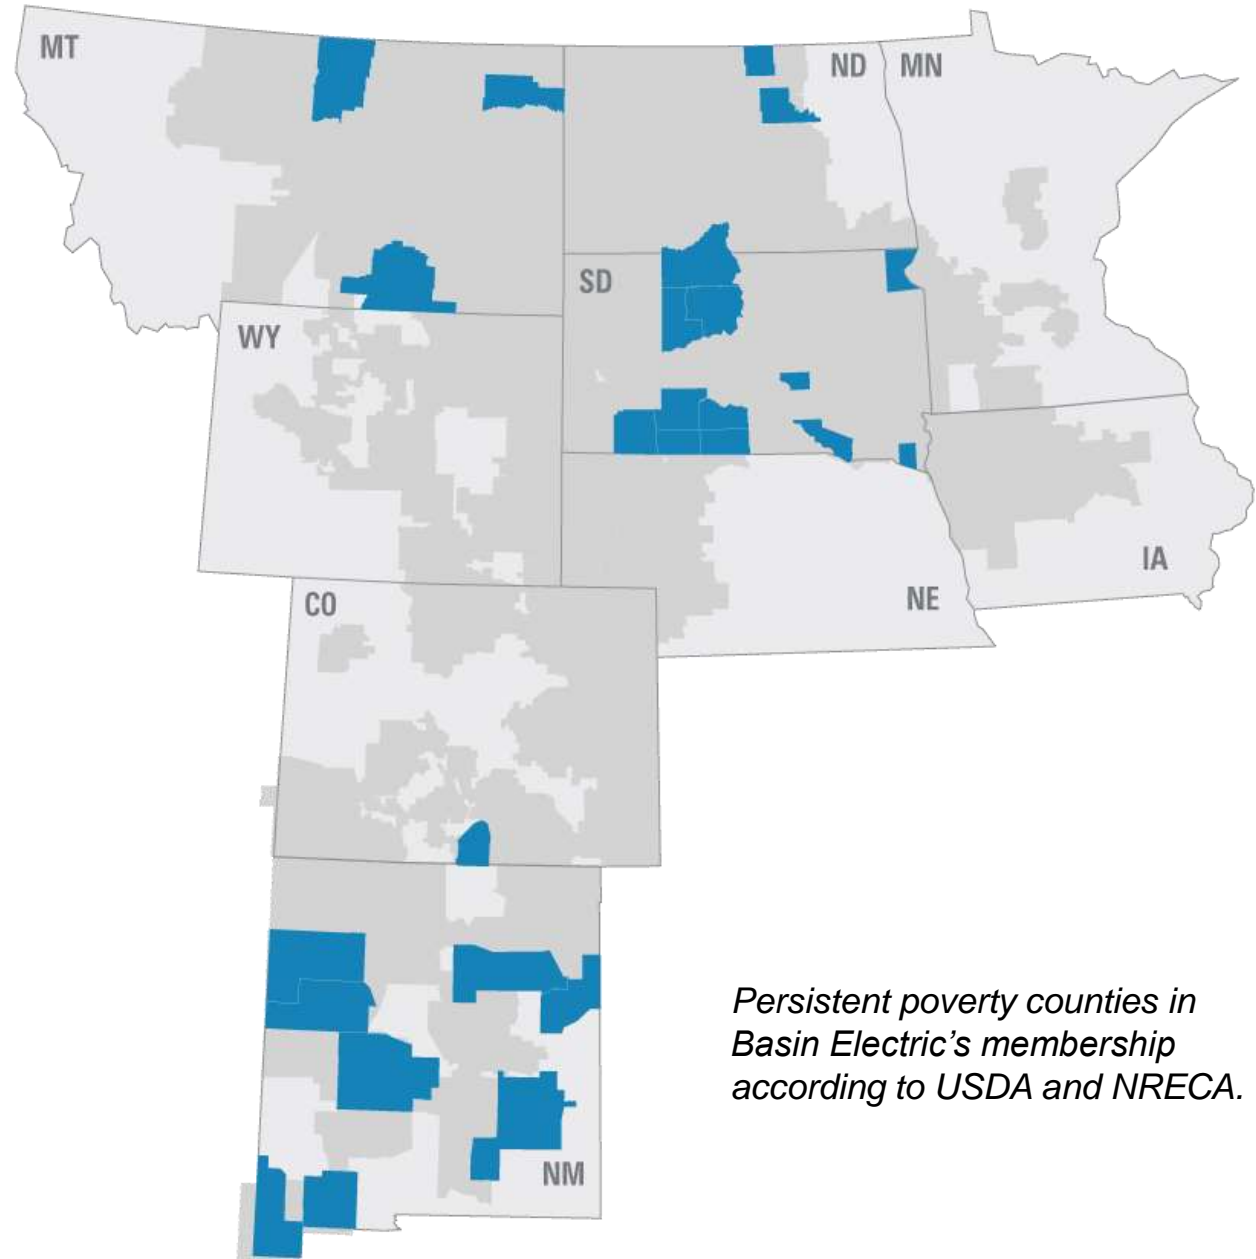 MT
ND
MN
SD
WY
IA
NE
CO
Persistent poverty counties in
Basin Electric’s membership
according to USDA and NRECA.
NM